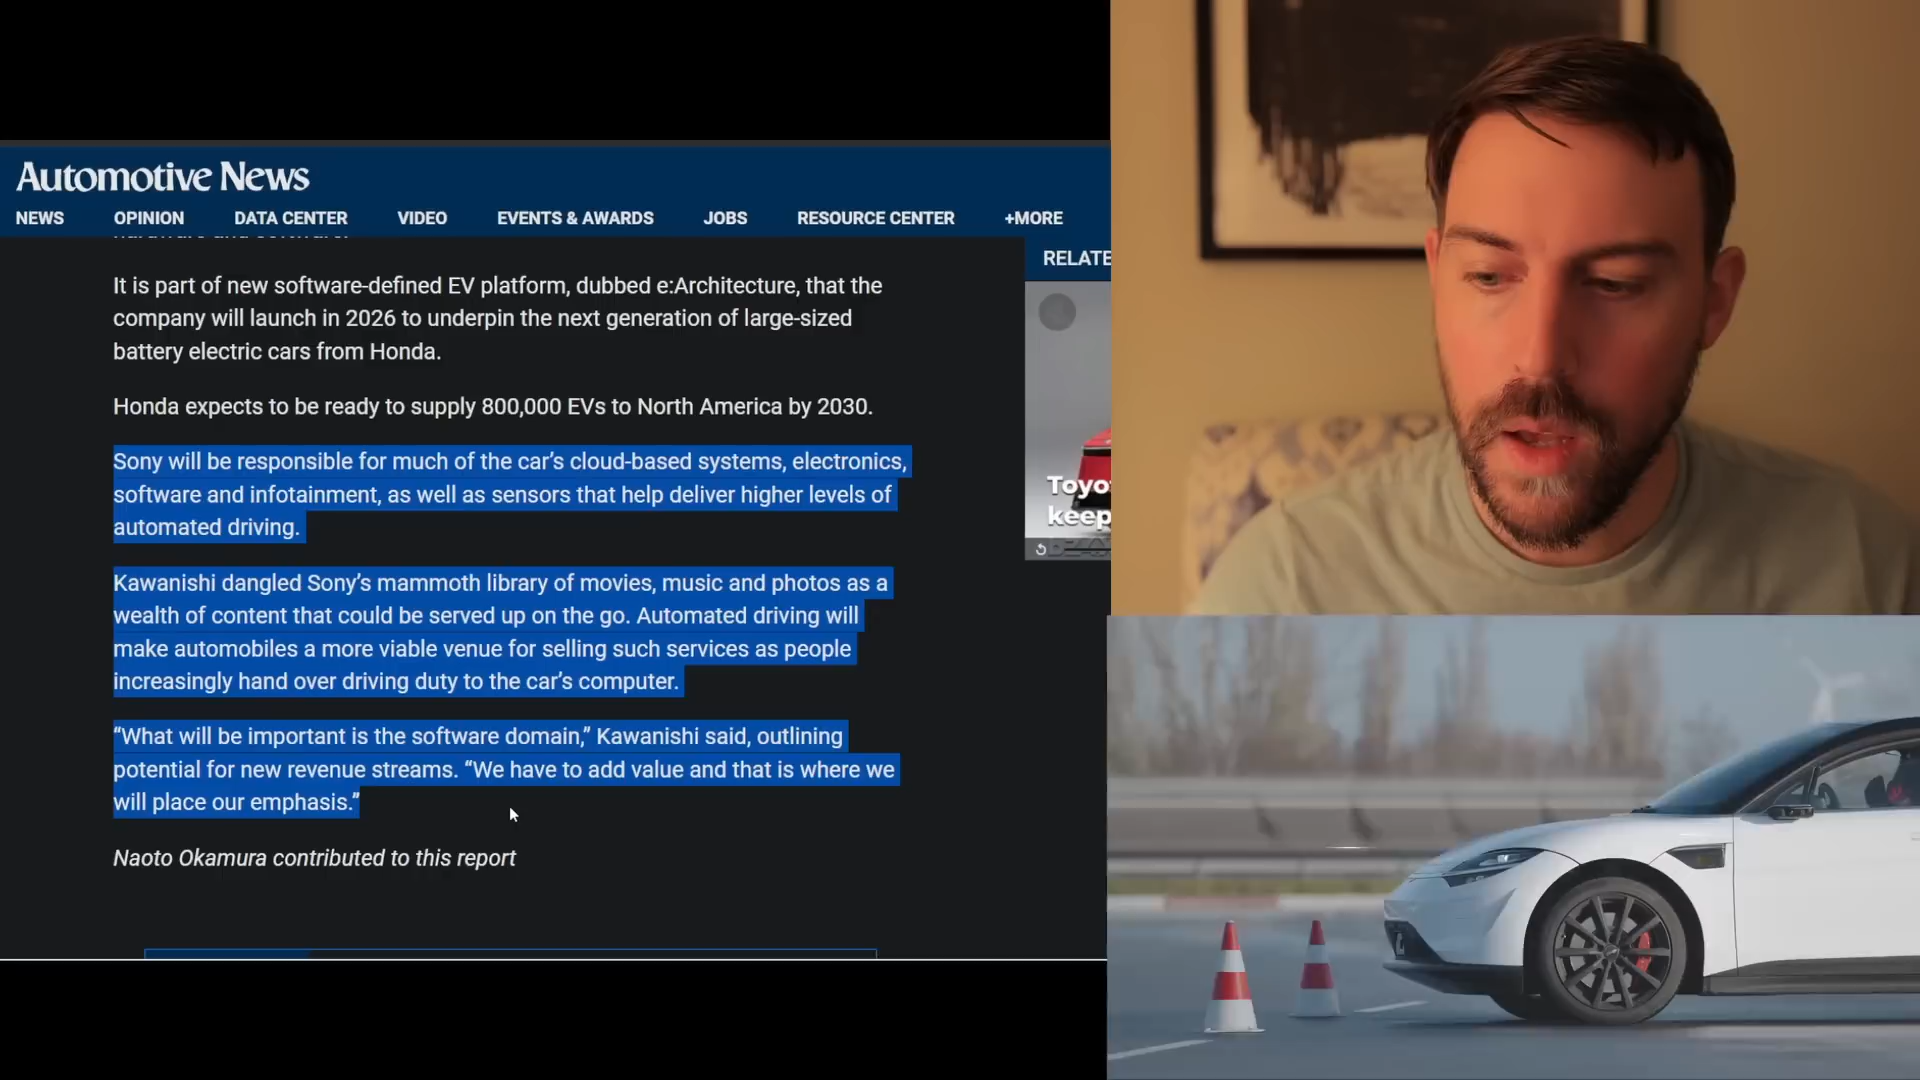 Automotive News
NEWS OPINION DATA CENTER VIDEO EVENTS & AWARDS JOBS RESOURCE CENTER +MORE
It is part of new software-defined EV platform, dubbed e:Architecture, that the
company will launch in 2026 to underpin the next generation of large-sized
battery electric cars from Honda.
Honda expects to be ready to supply 800,000 EVs to North America by 2030.
Sony will be responsible for much of the car’s cloud-based systems, electronics,
software and infotainment, as well as sensors that help deliver higher levels of
automated driving.
Kawanishi dangled Sony’s mammoth library of movies, music and photos as a
wealth of content that could be served up on the go. Automated driving will
make automobiles a more viable venue for selling such services as people
increasingly hand over driving duty to the car’s computer.
“What will be important is the software domain,” Kawanishi said, outlining
potential for new revenue streams. “We have to add value and that is where we
will place our emphasis.”
Naoto Okamura contributed to this report
RELATE
Toyo
keep